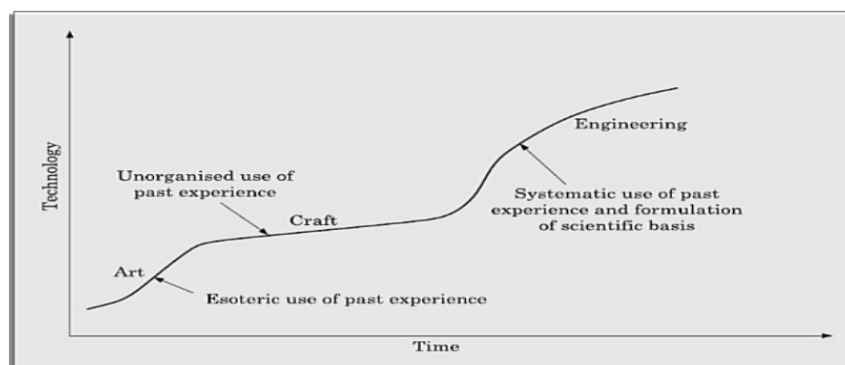 Technology
Engineering
Unorganised use of
past experience
Systematic use of past
experience and formulation
of scientific basis
Craft
Art
Esoteric use of past experience
Time